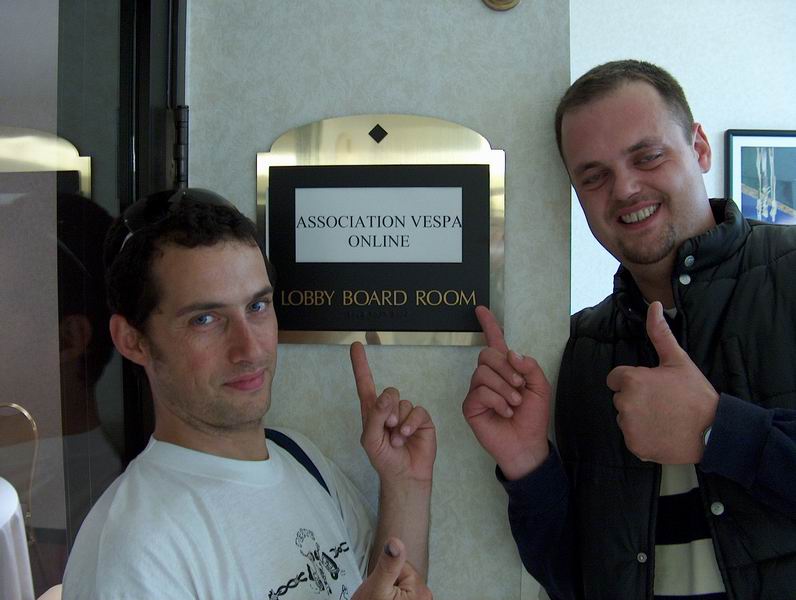 ASSOCIATION VESPA
ONLINE
LOBBY BOARD ROOM